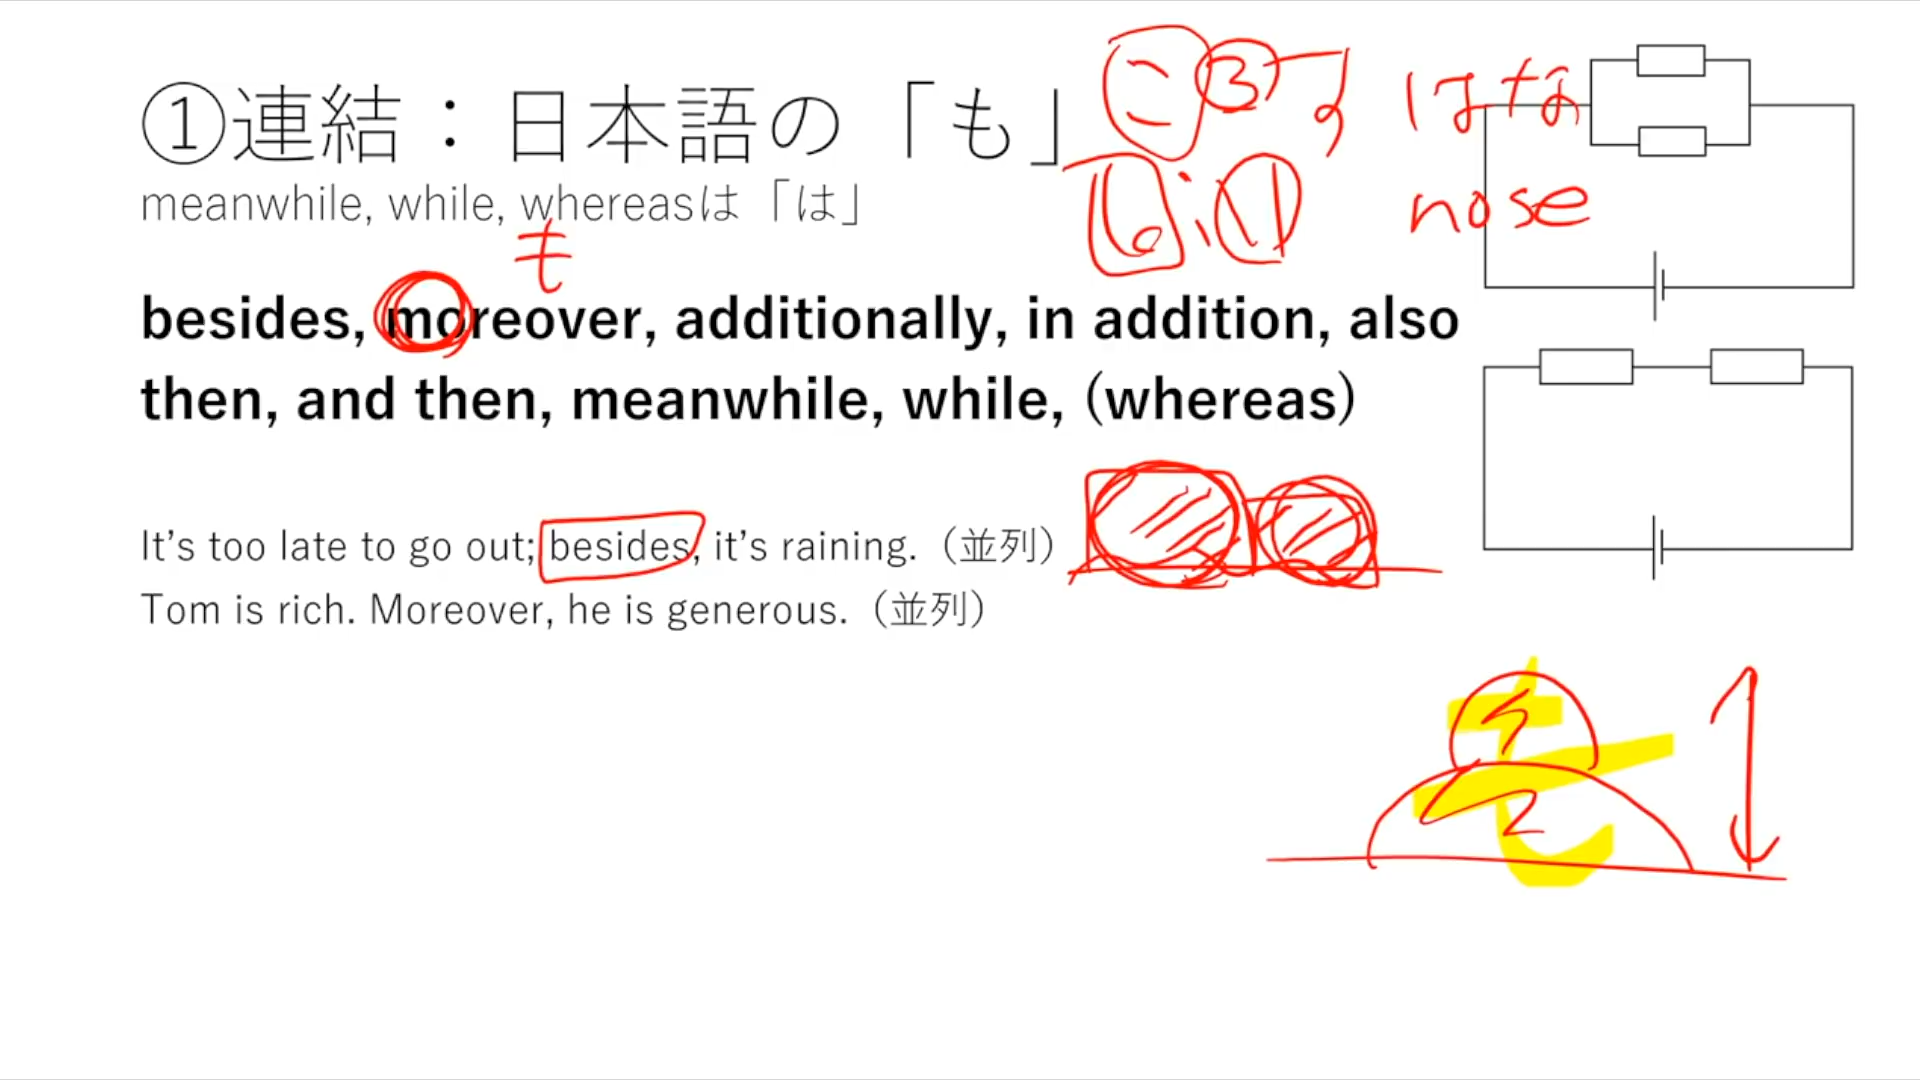 ①連結：日本語の「も」
meanwhile, while, whereasは「は」
も
besides, moreover, additionally, in addition, also
then, and then, meanwhile, while, (whereas)
It's too late to go out; besides, it's raining.（並列）
Tom is rich. Moreover, he is generous.（並列）
はな
nose
も